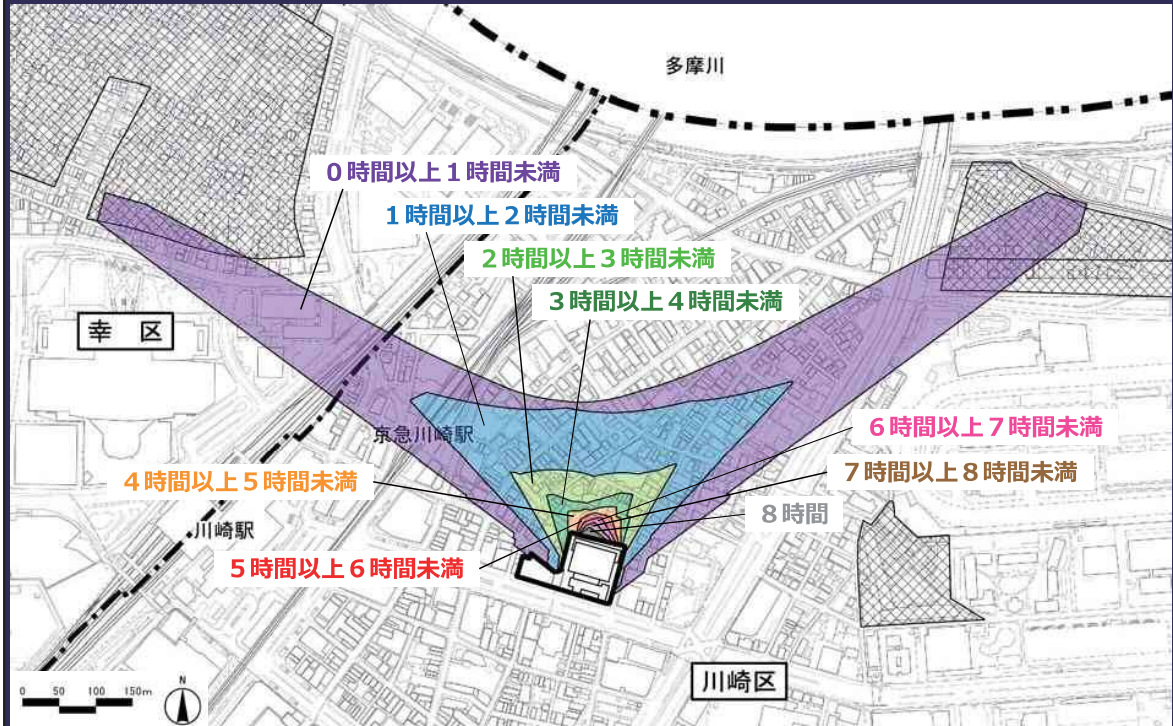 多摩川
0時間以上1時間未満
1時間以上2時間未満
2時間以上3時間未満
3時間以上4時間未満
幸 区
京急川崎駅
6時間以上7時間未満
4時間以上5時間未満
7時間以上8時間未満
8時間
川崎駅
5時間以上6時間未満
川崎区
0 50 100 150m
N